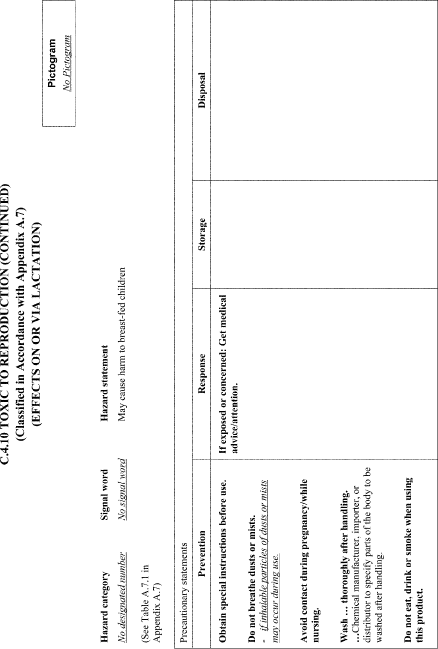 C.4.10 TOXIC TO REPRODUCTION (CONTINUED)
(Classified in Accordance with Appendix A.7)
(EFFECTS ON OR VIA LACTATION)
Pictogram
No Pictogram
Hazard category
No designated number
(See Table A.7.1 in
Appendix A.7)
Signal word
No signal word
Hazard statement
May cause harm to breast-fed children
Precautionary statements
Prevention
Response
Storage
Disposal
Obtain special instructions before use.
Do not breathe dusts or mists.
- if inhalable particles of dusts or mists
may occur during use.
Avoid contact during pregnancy/while
nursing.
Wash … thoroughly after handling.
…Chemical manufacturer, importer, or
distributor to specify parts of the body to be
washed after handling.
Do not eat, drink or smoke when using
this product.
If exposed or concerned: Get medical
advice/attention.